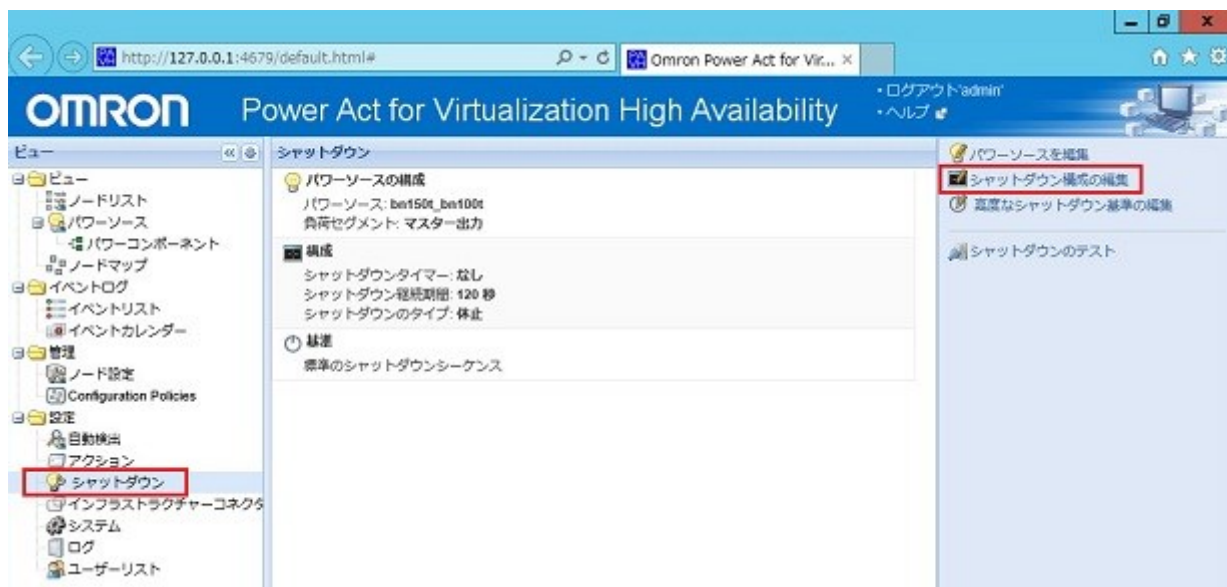 http://127.0.0.1:4679/default.html#
Omron Power Act for Vir...
OMRON
Power Act for Virtualization High Availability
・ログアウト'admin'
・ヘルプ
ビュー
ビュー
ノードリスト
パワーソース
パワーコンポーネント
ノードマップ
イベントログ
イベントリスト
イベントカレンダー
管理
ノード設定
Configuration Policies
設定
自動検出
アクション
シャットダウン
インフラストラクチャーコネクタ
システム
ログ
ユーザーリスト
シャットダウン
パワーソースの構成
パワーソース: bn150t_bn100t
負荷セグメント: マスター出力
構成
シャットダウンタイマー: なし
シャットダウン継続期間: 120 秒
シャットダウンのタイプ: 休止
基準
標準のシャットダウンシーケンス
パワーソースを編集
シャットダウン構成の編集
高度なシャットダウン基準の編集
シャットダウンのテスト